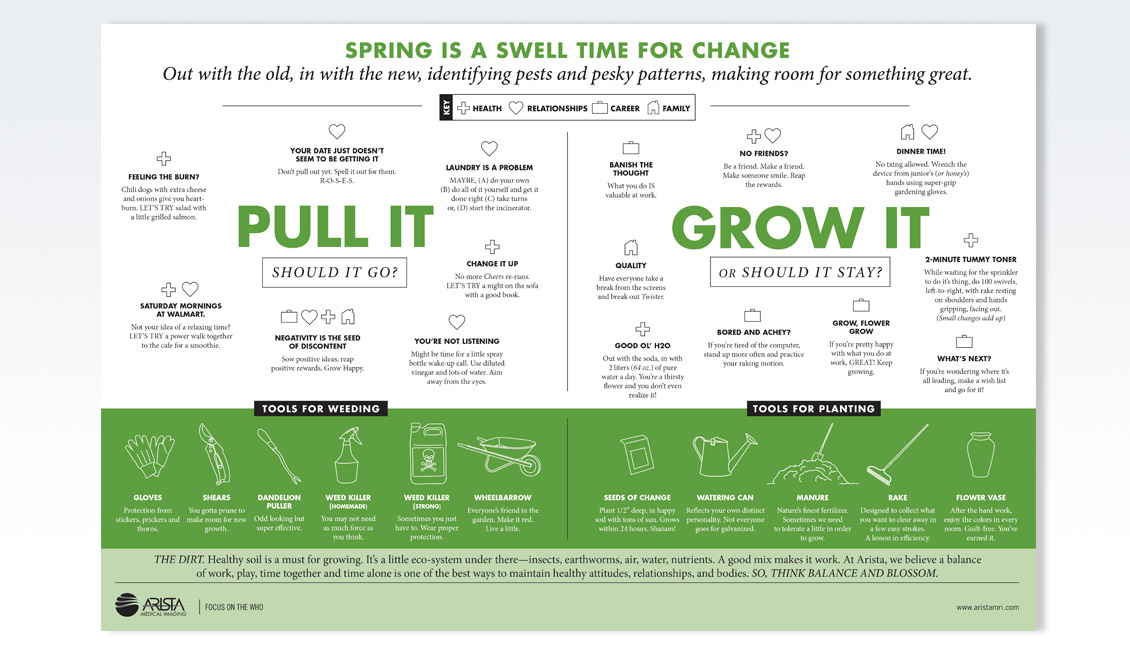 SPRING IS A SWELL TIME FOR CHANGE
Out with the old, in with the new, identifying pests and pesky patterns, making room for something great.
KEY
HEALTH
RELATIONSHIPS
CAREER
FAMILY
FEELING THE BURN?
Chili dogs with extra cheese
and onions give you heart-
burn. LET'S TRY salad with
a little grilled salmon.
YOUR DATE JUST DOESN'T
SEEM TO BE GETTING IT
Don't pull out yet. Spell it out for them.
R-O-S-E-S.
LAUNDRY IS A PROBLEM
MAYBE, (A) do your own
(B) do all of it yourself and get it
done right (C) take turns
or, (D) start the incinerator.
PULL IT
SHOULD IT GO?
CHANGE IT UP
No more Cheers re-runs.
LET'S TRY a night on the sofa
with a good book.
SATURDAY MORNINGS
AT WALMART.
Not your idea of a relaxing time?
LET'S TRY a power walk together
to the cafe for a smoothie.
NEGATIVITY IS THE SEED
OF DISCONTENT
Sow positive ideas, reap
positive rewards. Grow Happy.
YOU'RE NOT LISTENING
Might be time for a little spray
bottle wake-up call. Use diluted
vinegar and lots of water. Aim
away from the eyes.
BANISH THE
THOUGHT
What you do IS
valuable at work.
NO FRIENDS?
Be a friend. Make a friend.
Make someone smile. Reap
the rewards.
DINNER TIME!
No txting allowed. Wrench the
device from junior's (or honey's)
hands using super-grip
gardening gloves.
GROW IT
OR SHOULD IT STAY?
QUALITY
Have everyone take a
break from the screens
and break out Twister.
2-MINUTE TUMMY TONER
While waiting for the sprinkler
to do it's thing, do 100 swivels,
left-to-right, with rake resting
on shoulders and hands
gripping, facing out.
(Small changes add up)
GOOD OL' H2O
Out with the soda, in with
2 liters (64 oz.) of pure
water a day. You're a thirsty
flower and you don't even
realize it!
BORED AND ACHEY?
If you're tired of the computer,
stand up more often and practice
your raking motion.
GROW, FLOWER
GROW
If you're pretty happy
with what you do at
work, GREAT! Keep
growing.
WHAT'S NEXT?
If you're wondering where it's
all leading, make a wish list
and go for it!
TOOLS FOR WEEDING
GLOVES
Protection from
stickers, prickers and
thorns.
SHEARS
You gotta prune to
make room for new
growth.
DANDELION
PULLER
Odd looking but
super effective.
WEED KILLER
(HOMEMADE)
You may not need
as much force as
you think.
WEED KILLER
(STRONG)
Sometimes you just
have to. Wear proper
protection.
WHEELBARROW
Everyone's friend in the
garden. Make it red.
Live a little.
TOOLS FOR PLANTING
SEEDS OF CHANGE
Plant 1/2" deep, in happy
soil with tons of sun. Grows
within 24 hours. Shazam!
WATERING CAN
Reflects your own distinct
personality. Not everyone
goes for galvanized.
MANURE
Nature's finest fertilizer.
Sometimes we need
to tolerate a little in order
to grow.
RAKE
Designed to collect what
you want to clear away in
a few easy strokes.
A lesson in efficiency.
FLOWER VASE
After the hard work,
enjoy the colors in every
room. Guilt-free. You've
earned it.
THE DIRT. Healthy soil is a must for growing. It's a little eco-system under there—insects, earthworms, air, water, nutrients. A good mix makes it work. At Arista, we believe a balance
of work, play, time together and time alone is one of the best ways to maintain healthy attitudes, relationships, and bodies. SO, THINK BALANCE AND BLOSSOM.
ARISTA
MEDICAL IMAGING
FOCUS ON THE WHO
www.aristamri.com